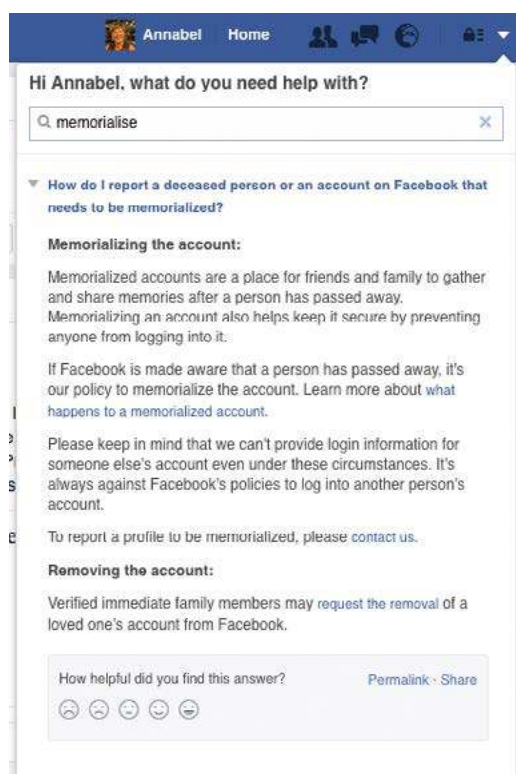 Annabel Home
Hi Annabel, what do you need help with?
memorialise
How do I report a deceased person or an account on Facebook that
needs to be memorialized?
Memorializing the account:
Memorialized accounts are a place for friends and family to gather
and share memories after a person has passed away.
Memorializing an account also helps keep it secure by preventing
anyone from logging into it.
If Facebook is made aware that a person has passed away, it's
our policy to memorialize the account. Learn more about what
happens to a memorialized account.
Please keep in mind that we can't provide login information for
someone else's account even under these circumstances. It's
always against Facebook's policies to log into another person's
account.
To report a profile to be memorialized, please contact us.
Removing the account:
Verified immediate family members may request the removal of a
loved one's account from Facebook.
How helpful did you find this answer? Permalink · Share